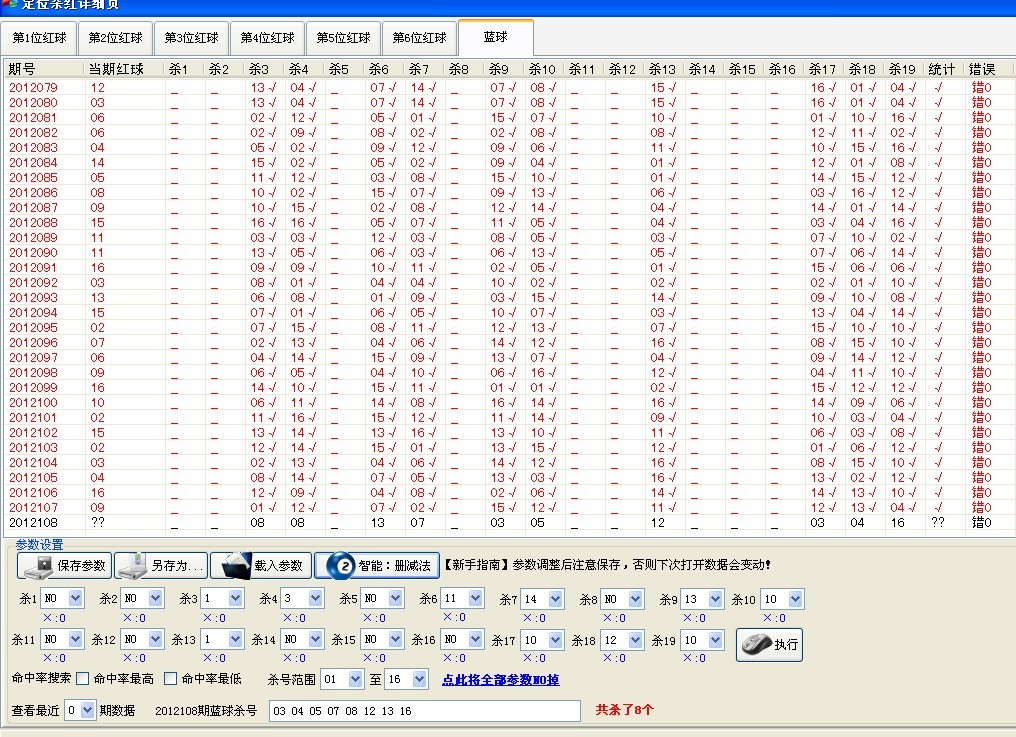 定位杀红详细页
第1位红球 第2位红球 第3位红球 第4位红球 第5位红球 第6位红球 蓝球
期号 当期红球 杀1 杀2 杀3 杀4 杀5 杀6 杀7 杀8 杀9 杀10 杀11 杀12 杀13 杀14 杀15 杀16 杀17 杀18 杀19 统计 错误
2012079 12 _ _ 13√ 04√ _ 07√ 14√ _ 07√ 08√ _ _ 15√ _ _ _ 16√ 01√ 04√ √ 错0
2012080 03 _ _ 13√ 04√ _ 07√ 14√ _ 07√ 08√ _ _ 15√ _ _ _ 16√ 01√ 04√ √ 错0
2012081 06 _ _ 02√ 12√ _ 05√ 01√ _ 15√ 07√ _ _ 10√ _ _ _ 01√ 10√ 16√ √ 错0
2012082 06 _ _ 02√ 09√ _ 08√ 02√ _ 02√ 08√ _ _ 08√ _ _ _ 12√ 11√ 02√ √ 错0
2012083 04 _ _ 05√ 02√ _ 09√ 12√ _ 09√ 06√ _ _ 11√ _ _ _ 10√ 15√ 16√ √ 错0
2012084 14 _ _ 15√ 02√ _ 05√ 02√ _ 09√ 04√ _ _ 01√ _ _ _ 12√ 01√ 08√ √ 错0
2012085 05 _ _ 11√ 12√ _ 03√ 08√ _ 15√ 10√ _ _ 01√ _ _ _ 14√ 15√ 12√ √ 错0
2012086 08 _ _ 10√ 02√ _ 15√ 07√ _ 09√ 13√ _ _ 06√ _ _ _ 03√ 16√ 12√ √ 错0
2012087 09 _ _ 10√ 15√ _ 02√ 08√ _ 12√ 14√ _ _ 04√ _ _ _ 14√ 01√ 14√ √ 错0
2012088 15 _ _ 16√ 16√ _ 05√ 07√ _ 11√ 05√ _ _ 04√ _ _ _ 03√ 04√ 16√ √ 错0
2012089 11 _ _ 03√ 03√ _ 12√ 03√ _ 08√ 05√ _ _ 03√ _ _ _ 07√ 10√ 02√ √ 错0
2012090 11 _ _ 13√ 05√ _ 06√ 03√ _ 06√ 13√ _ _ 05√ _ _ _ 07√ 06√ 14√ √ 错0
2012091 16 _ _ 09√ 09√ _ 10√ 11√ _ 02√ 05√ _ _ 01√ _ _ _ 15√ 06√ 06√ √ 错0
2012092 03 _ _ 08√ 01√ _ 04√ 04√ _ 10√ 02√ _ _ 02√ _ _ _ 02√ 01√ 10√ √ 错0
2012093 13 _ _ 06√ 08√ _ 01√ 09√ _ 03√ 15√ _ _ 14√ _ _ _ 09√ 10√ 08√ √ 错0
2012094 15 _ _ 07√ 01√ _ 06√ 05√ _ 10√ 07√ _ _ 03√ _ _ _ 13√ 04√ 14√ √ 错0
2012095 02 _ _ 07√ 15√ _ 08√ 11√ _ 12√ 13√ _ _ 07√ _ _ _ 15√ 10√ 10√ √ 错0
2012096 07 _ _ 02√ 13√ _ 04√ 06√ _ 14√ 12√ _ _ 16√ _ _ _ 08√ 15√ 10√ √ 错0
2012097 06 _ _ 04√ 14√ _ 15√ 09√ _ 13√ 07√ _ _ 04√ _ _ _ 09√ 14√ 12√ √ 错0
2012098 09 _ _ 06√ 05√ _ 04√ 10√ _ 06√ 16√ _ _ 12√ _ _ _ 04√ 11√ 10√ √ 错0
2012099 16 _ _ 14√ 10√ _ 15√ 11√ _ 01√ 01√ _ _ 02√ _ _ _ 15√ 12√ 12√ √ 错0
2012100 10 _ _ 06√ 11√ _ 14√ 08√ _ 16√ 14√ _ _ 16√ _ _ _ 14√ 09√ 06√ √ 错0
2012101 02 _ _ 11√ 16√ _ 15√ 12√ _ 11√ 14√ _ _ 09√ _ _ _ 10√ 03√ 04√ √ 错0
2012102 15 _ _ 13√ 14√ _ 13√ 16√ _ 13√ 10√ _ _ 11√ _ _ _ 06√ 03√ 08√ √ 错0
2012103 02 _ _ 12√ 14√ _ 15√ 01√ _ 13√ 15√ _ _ 12√ _ _ _ 01√ 06√ 12√ √ 错0
2012104 03 _ _ 02√ 13√ _ 04√ 06√ _ 14√ 12√ _ _ 16√ _ _ _ 08√ 15√ 10√ √ 错0
2012105 04 _ _ 08√ 14√ _ 07√ 05√ _ 13√ 03√ _ _ 16√ _ _ _ 13√ 02√ 12√ √ 错0
2012106 16 _ _ 12√ 09√ _ 04√ 08√ _ 02√ 06√ _ _ 14√ _ _ _ 14√ 13√ 10√ √ 错0
2012107 09 _ _ 01√ 12√ _ 07√ 02√ _ 15√ 12√ _ _ 11√ _ _ _ 12√ 13√ 04√ √ 错0
2012108 ?? _ _ 08 08 _ 13 07 _ 03 05 _ _ 12 _ _ _ 03 04 16 ?? 错0
参数设置
保存参数 另存为... 载入参数 2 智能：删减法 【新手指南】参数调整后注意保存，否则下次打开数据会变动！
杀1 NO 杀2 NO 杀3 1 杀4 3 杀5 NO 杀6 11 杀7 14 杀8 NO 杀9 13 杀10 10
×:0 ×:0 ×:0 ×:0 ×:0 ×:0 ×:0 ×:0 ×:0 ×:0
杀11 NO 杀12 NO 杀13 1 杀14 NO 杀15 NO 杀16 NO 杀17 10 杀18 12 杀19 10 执行
×:0 ×:0 ×:0 ×:0 ×:0 ×:0 ×:0 ×:0 ×:0
命中率搜索 命中率最高 命中率最低 杀号范围 01 至 16 点此将全部参数NO掉
查看最近 0 期数据 2012108期蓝球杀号 03 04 05 07 08 12 13 16 共杀了8个